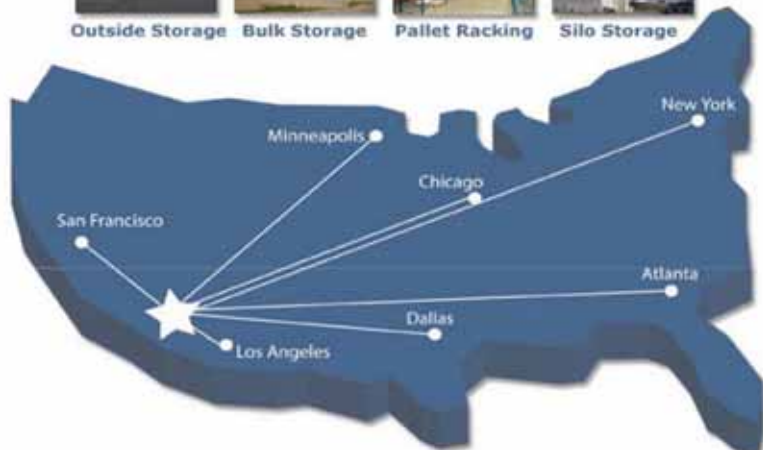 Outside Storage Bulk Storage Pallet Racking Silo Storage
New York
Minneapolis
Chicago
San Francisco
Atlanta
Dallas
Los Angeles